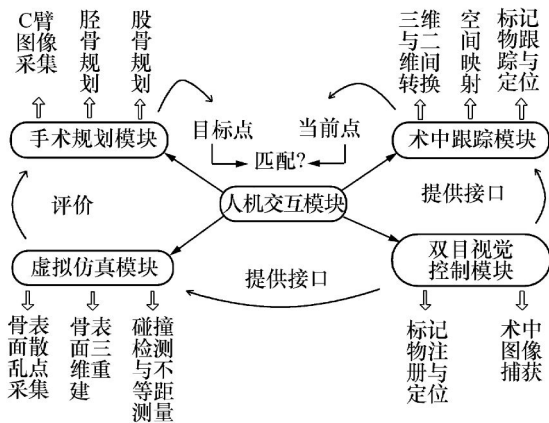 C臂图像采集
胫骨规划
股骨规划
三维与二维间转换
空间映射
标记物跟踪与定位
手术规划模块
目标点
当前点
匹配?
术中跟踪模块
评价
人机交互模块
提供接口
虚拟仿真模块
提供接口
双目视觉
控制模块
骨表面散乱点采集
骨表面三维重建
碰撞检测与不等距测量
标记物注册与定位
术中图像捕获